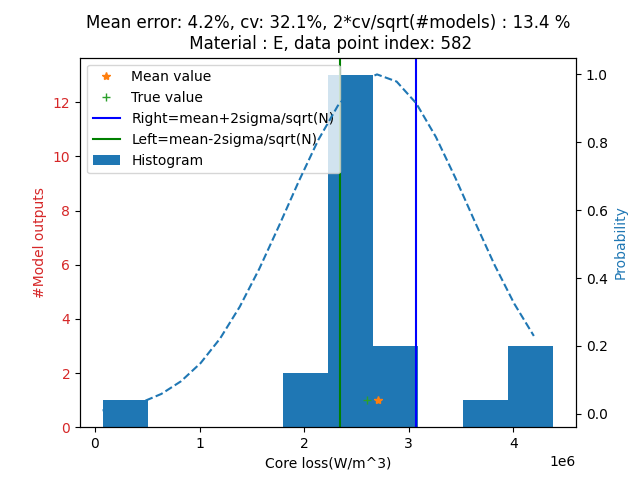 Mean error: 4.2%, cv: 32.1%, 2*cv/sqrt(#models) : 13.4 %
Material : E, data point index: 582
Mean value
True value
Right=mean+2sigma/sqrt(N)
Left=mean-2sigma/sqrt(N)
Histogram
#Model outputs
0
2
4
6
8
10
12
Probability
0.0
0.2
0.4
0.6
0.8
1.0
0
1
2
3
4
1e6
Core loss(W/m^3)